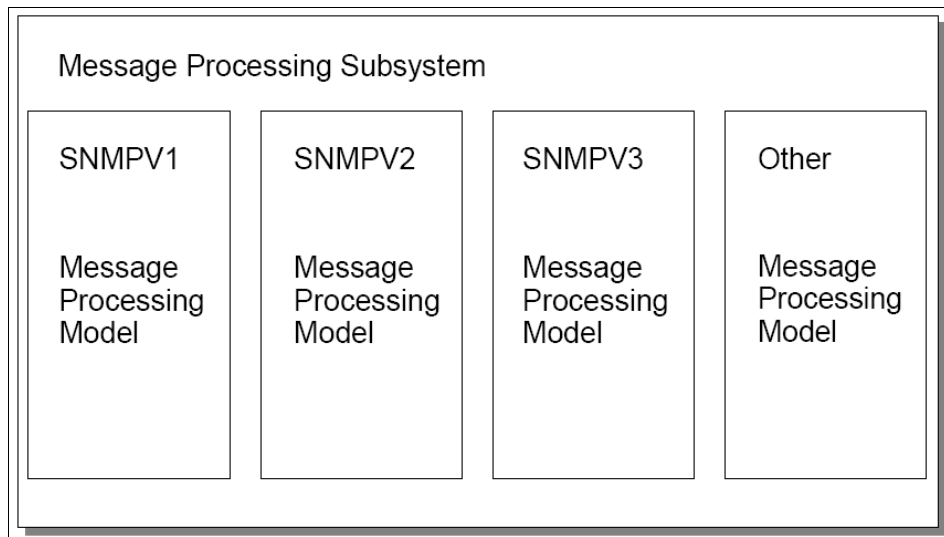 Message Processing Subsystem
SNMPV1
Message
Processing
Model
SNMPV2
Message
Processing
Model
SNMPV3
Message
Processing
Model
Other
Message
Processing
Model